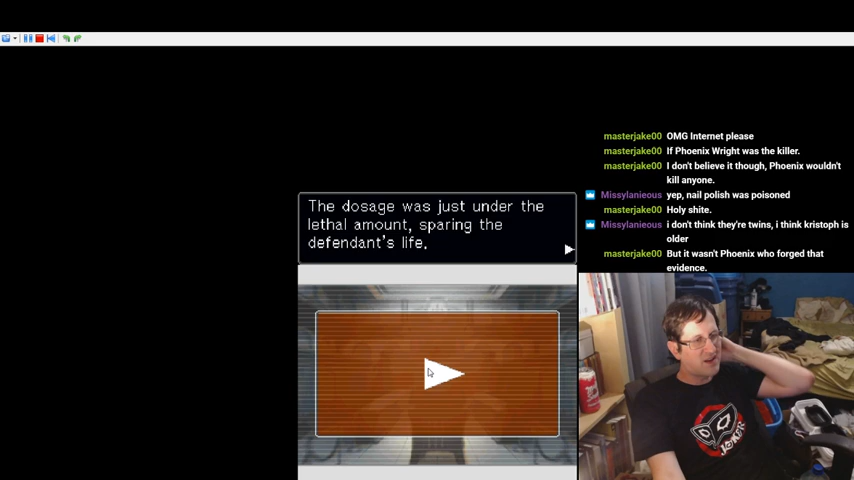 The dosage was just under the
lethal amount, sparing the
defendant's life.
masterjake00 OMG Internet please
masterjake00 If Phoenix Wright was the killer.
masterjake00 I don't believe it though, Phoenix wouldn't
kill anyone.
Missylanieous yep, nail polish was poisoned
masterjake00 Holy shite.
Missylanieous i don't think they're twins, i think kristoph is
older
masterjake00 But it wasn't Phoenix who forged that
evidence.
JOKER